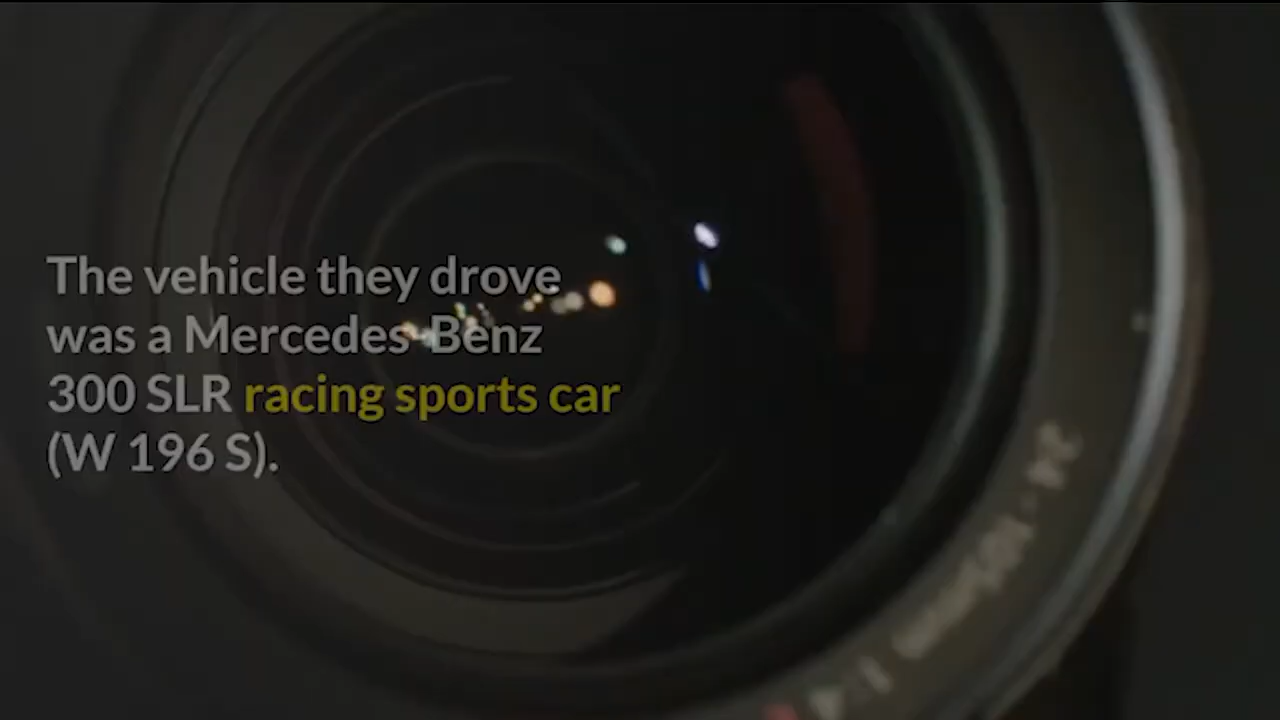 The vehicle they drove
was a Mercedes-Benz
300 SLR racing sports car
(W 196 S).